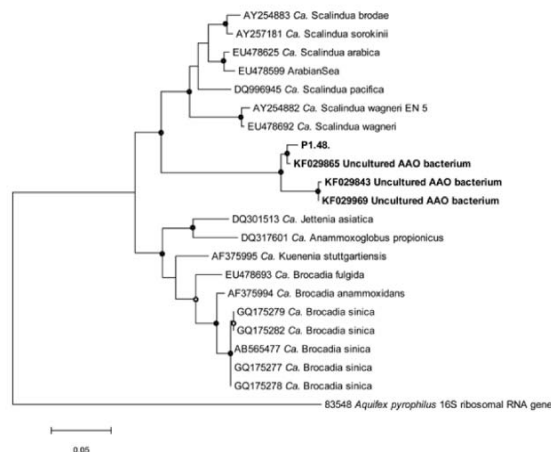 AY254883 Ca. Scalindua brodae
AY257181 Ca. Scalindua sorokinii
EU478625 Ca. Scalindua arabica
EU478599 ArabianSea
DQ996945 Ca. Scalindua pacifica
AY254882 Ca. Scalindua wagneri EN 5
EU478692 Ca. Scalindua wagneri
P1.48.
KF029865 Uncultured AAO bacterium
KF029843 Uncultured AAO bacterium
KF029969 Uncultured AAO bacterium
DQ301513 Ca. Jettenia asiatica
DQ317601 Ca. Anammoxoglobus propionicus
AF375995 Ca. Kuenenia stuttgartiensis
EU478693 Ca. Brocadia fulgida
AF375994 Ca. Brocadia anammoxidans
GQ175279 Ca. Brocadia sinica
GQ175282 Ca. Brocadia sinica
AB565477 Ca. Brocadia sinica
GQ175277 Ca. Brocadia sinica
GQ175278 Ca. Brocadia sinica
83548 Aquifex pyrophilus 16S ribosomal RNA gene
0.05